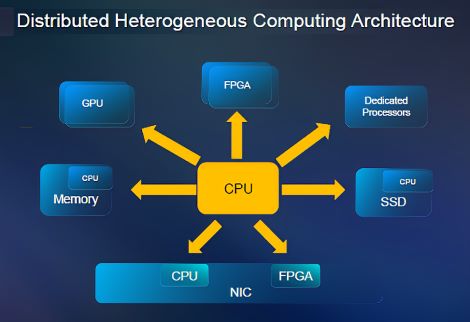 Distributed Heterogeneous Computing Architecture
FPGA
GPU
Dedicated
Processors
CPU
Memory
CPU
CPU
SSD
CPU
FPGA
NIC